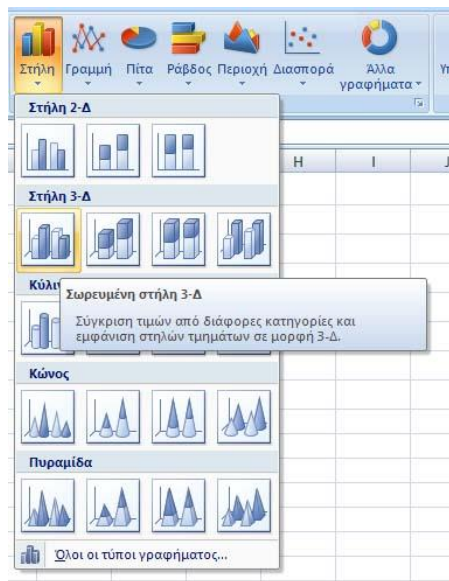 Στήλη Γραμμή Πίτα Ράβδος Περιοχή Διασπορά Άλλα
γραφήματα
Στήλη 2-Δ
H I J
Στήλη 3-Δ
Σωρευμένη στήλη 3-Δ
Σύγκριση τιμών από διάφορες κατηγορίες και
εμφάνιση στηλών τμημάτων σε μορφή 3-Δ.
Κώνος
Πυραμίδα
Όλοι οι τύποι γραφήματος...